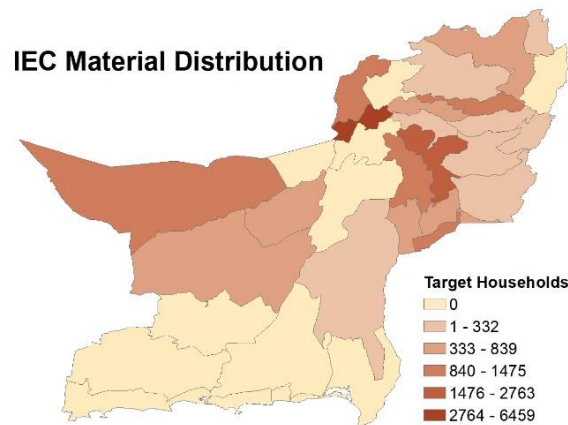 IEC Material Distribution
Target Households
0
1 - 332
333 - 839
840 - 1475
1476 - 2763
2764 - 6459